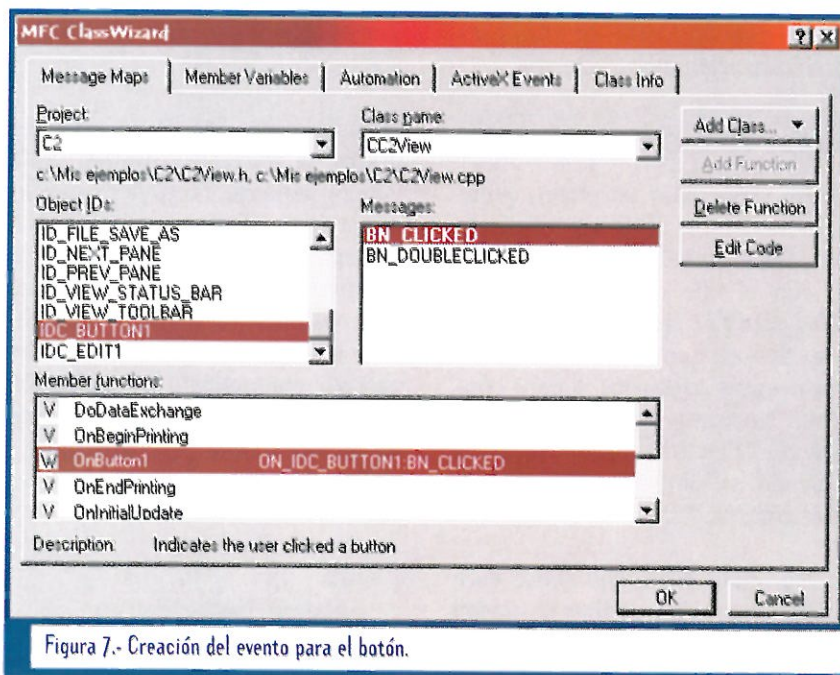 MFC ClassWizard
Message Maps
Member Variables
Automation
ActiveX Events
Class Info
Project:
C2
Class name:
CC2View
Add Class...
c:\Mis ejemplos\C2\C2View.h, c:\Mis ejemplos\C2\C2View.cpp
Add Function
Object IDs:
Messages:
Delete Function
Edit Code
ID_FILE_SAVE_AS
ID_NEXT_PANE
ID_PREV_PANE
ID_VIEW_STATUS_BAR
ID_VIEW_TOOLBAR
IDC_BUTTON1
IDC_EDIT1
BN_CLICKED
BN_DOUBLECLICKED
Member functions:
V DoDataExchange
V OnBeginPrinting
W OnButton1 ON_IDC_BUTTON1:BN_CLICKED
V OnEndPrinting
V OnInitialUpdate
Description: Indicates the user clicked a button
OK
Cancel
Figura 7.- Creación del evento para el botón.